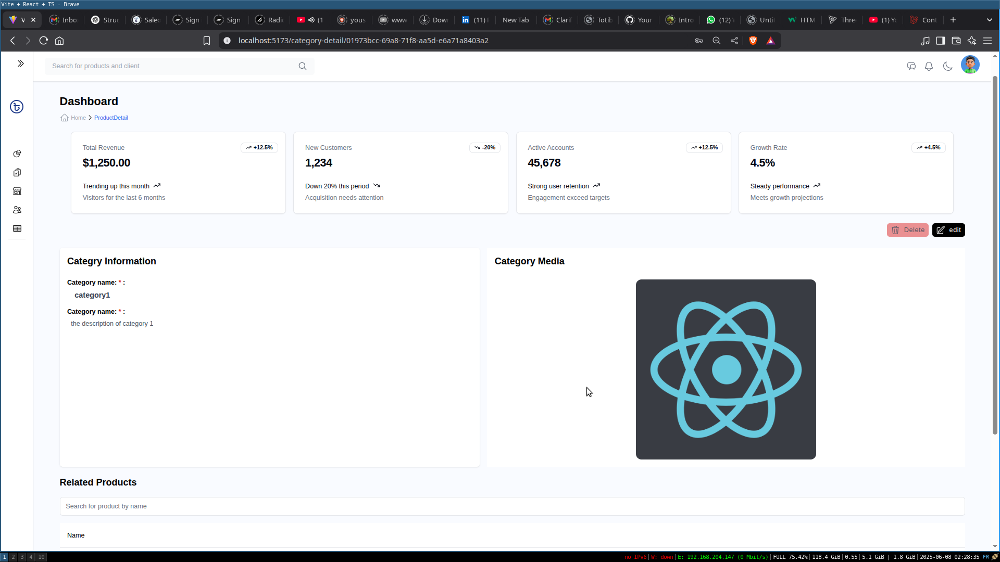 Vite + React + TS - Brave
V
Inbo
Struc
Salec
Sign
Sign
Radic
(1
yous
www
Dow
(11) F
New Tab
Clarif
Totib
Your
Intro
(12)
Unti
HTM
Thre
(1) Yo
Cont
localhost:5173/category-detail/01973bcc-69a8-71f8-aa5d-e6a71a8403a2
Search for products and client
Dashboard
Home
ProductDetail
Total Revenue
+12.5%
$1,250.00
Trending up this month
Visitors for the last 6 months
New Customers
-20%
1,234
Down 20% this period
Acquisition needs attention
Active Accounts
+12.5%
45,678
Strong user retention
Engagement exceed targets
Growth Rate
+4.5%
4.5%
Steady performance
Meets growth projections
Delete
edit
Categry Information
Category name: * :
category1
Category name: * :
the description of category 1
Category Media
Related Products
Search for product by name
Name
1 2 3 4 10
no IPv6|W: down|E: 192.168.204.147 (0 Mbit/s)|FULL 75.42%|118.4 GiB|0.55|5.1 GiB | 1.8 GiB|2025-06-08 02:28:35 FR